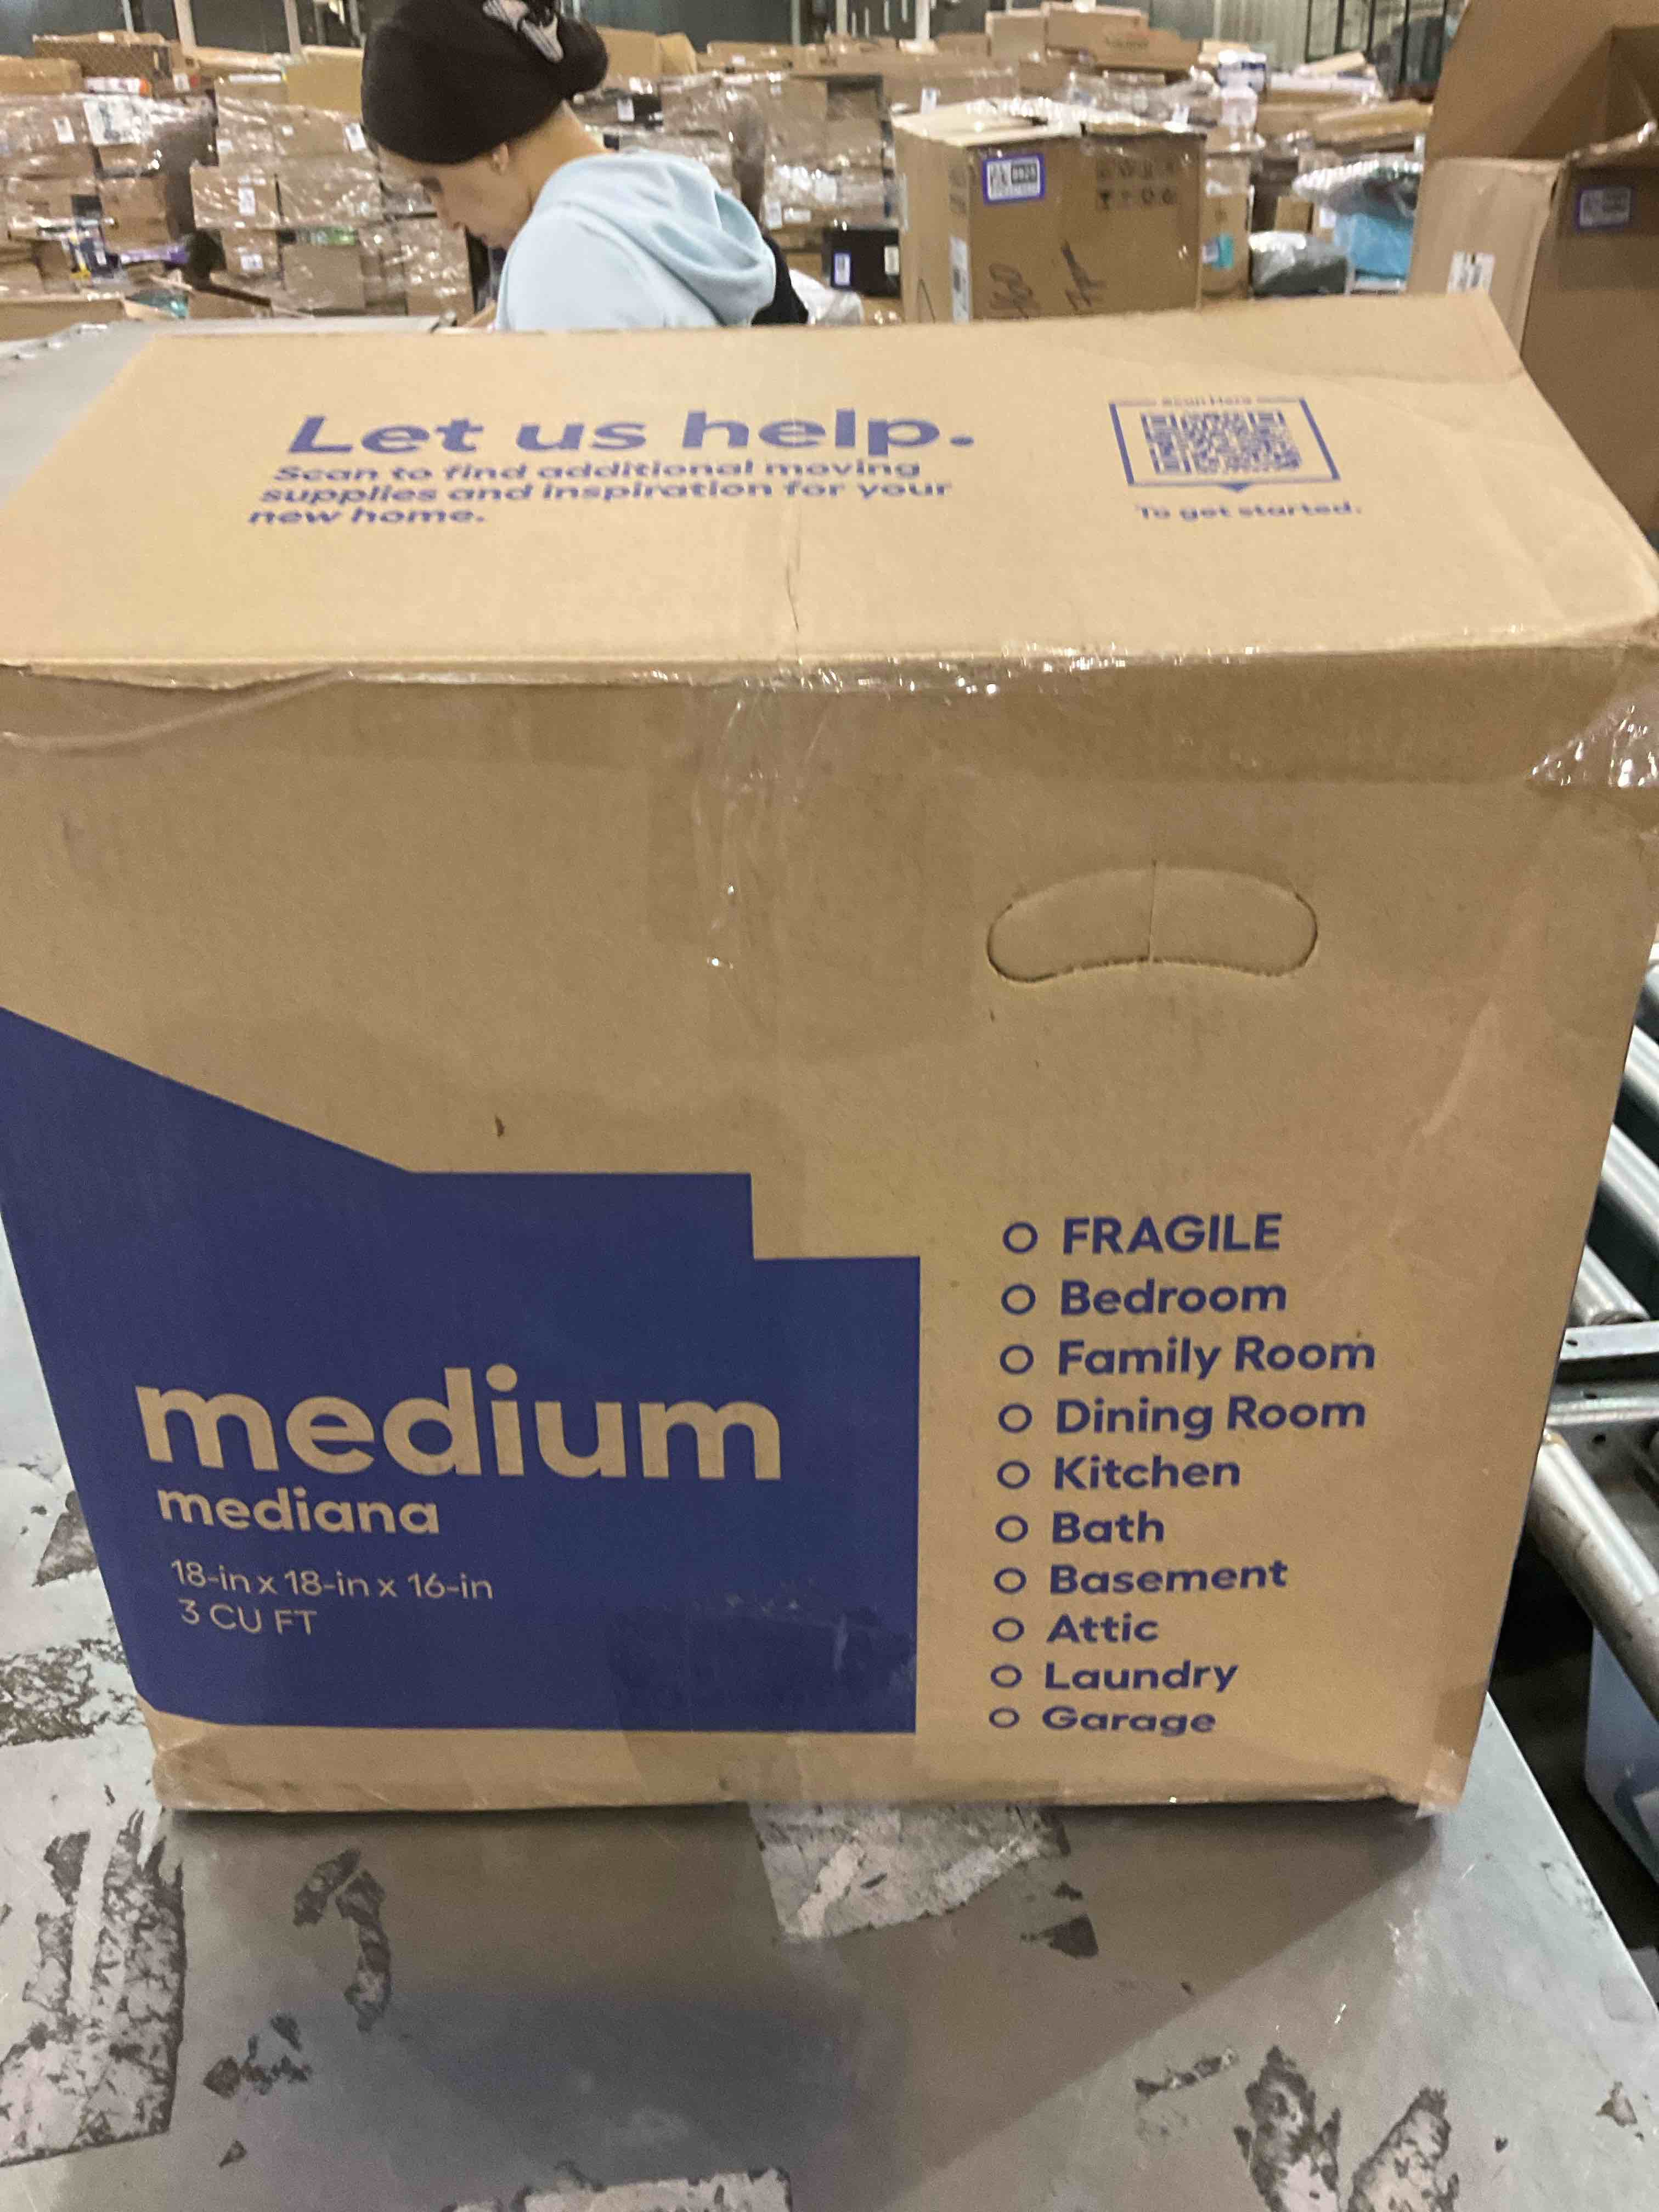 Let us help.
Scan to find additional moving
supplies and inspiration for your
new home.
Scan Here
To get started.
medium
mediana
18-in x 18-in x 16-in
3 CU FT
FRAGILE
Bedroom
Family Room
Dining Room
Kitchen
Bath
Basement
Attic
Laundry
Garage